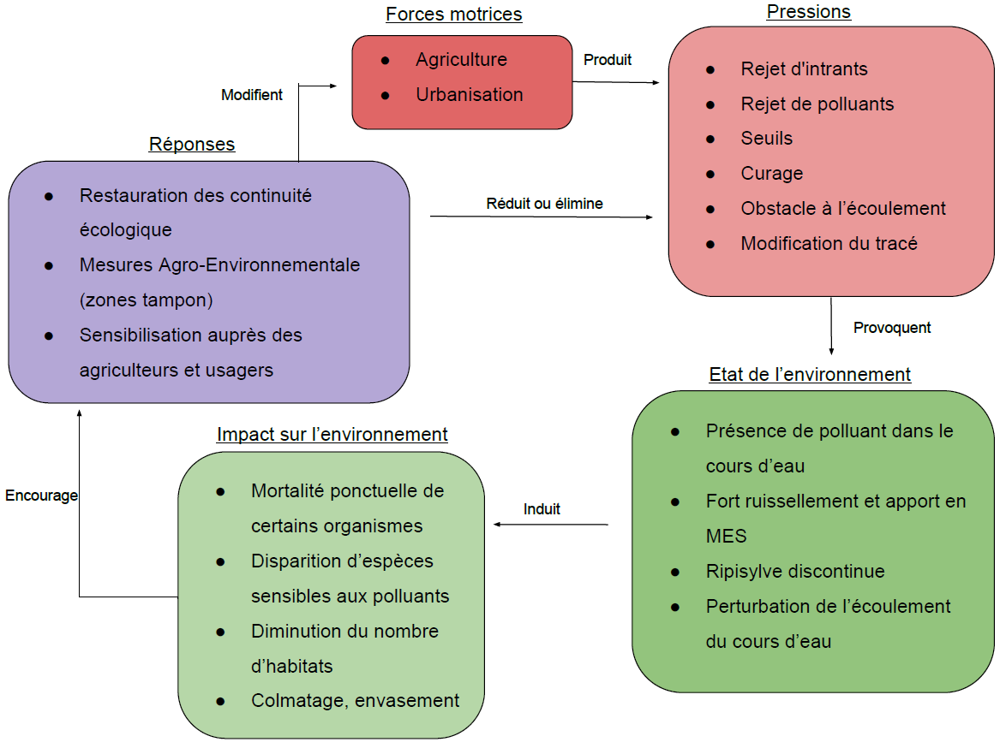 Forces motrices
● Agriculture
● Urbanisation
Produit
Pressions
● Rejet d'intrants
● Rejet de polluants
● Seuils
● Curage
● Obstacle à l’écoulement
● Modification du tracé
Modifient
Réponses
● Restauration des continuité
écologique
● Mesures Agro-Environnementale
(zones tampon)
● Sensibilisation auprès des
agriculteurs et usagers
Réduit ou élimine
Provoquent
Etat de l’environnement
● Présence de polluant dans le
cours d’eau
● Fort ruissellement et apport en
MES
● Ripisylve discontinue
● Perturbation de l’écoulement
du cours d’eau
Induit
Impact sur l’environnement
● Mortalité ponctuelle de
certains organismes
● Disparition d’espèces
sensibles aux polluants
● Diminution du nombre
d’habitats
● Colmatage, envasement
Encourage